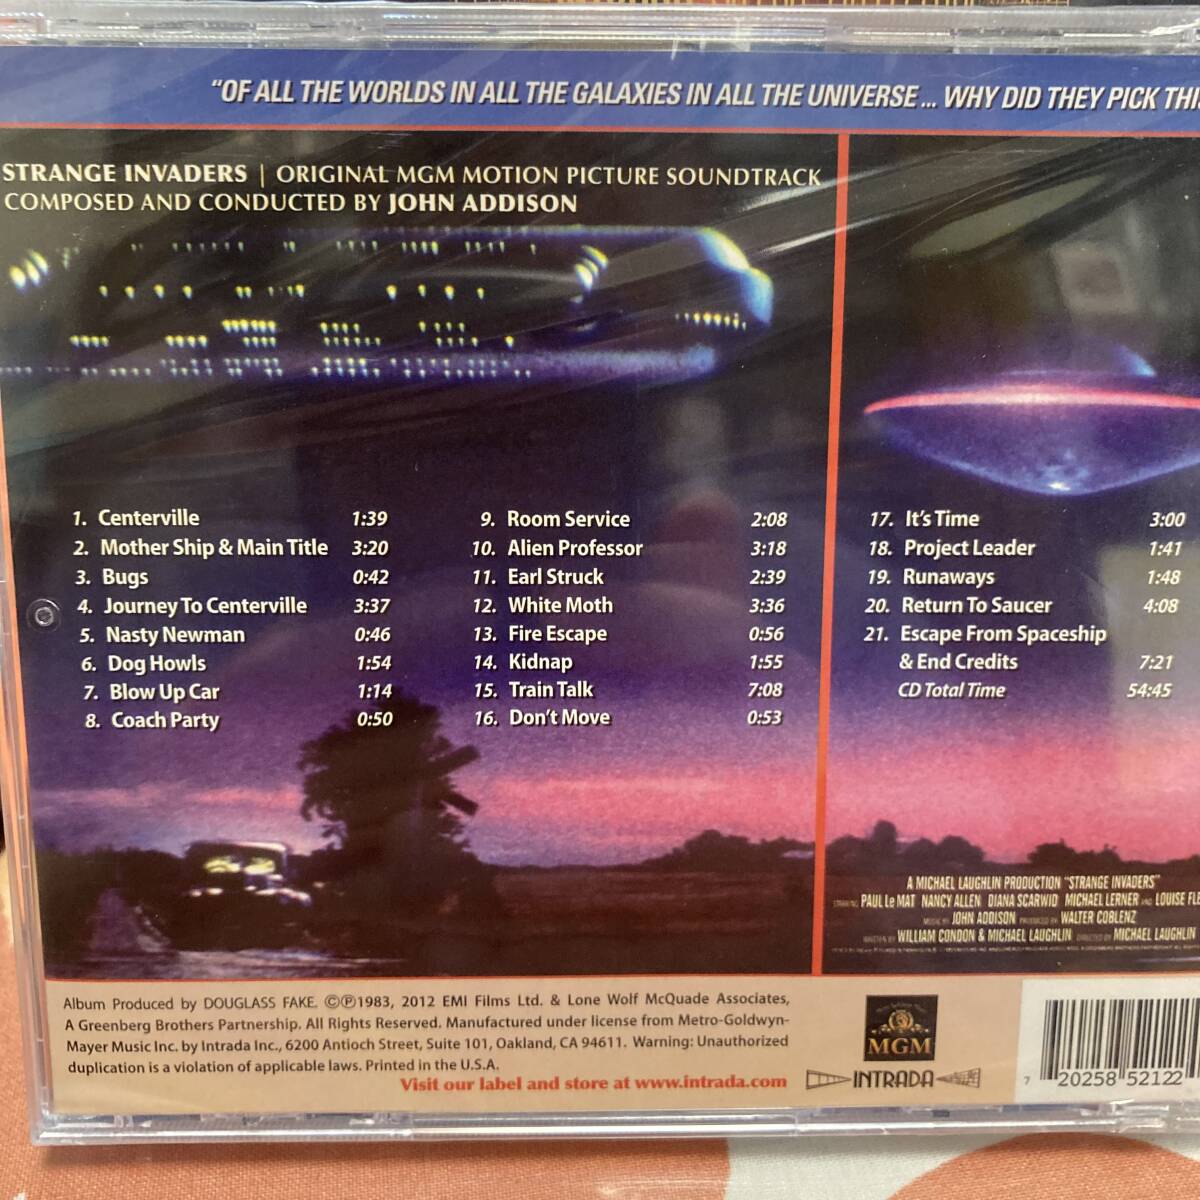 "OF ALL THE WORLDS IN ALL THE GALAXIES IN ALL THE UNIVERSE... WHY DID THEY PICK THI
STRANGE INVADERS | ORIGINAL MGM MOTION PICTURE SOUNDTRACK
COMPOSED AND CONDUCTED BY JOHN ADDISON
1. Centerville 1:39
2. Mother Ship & Main Title 3:20
3. Bugs 0:42
4. Journey To Centerville 3:37
5. Nasty Newman 0:46
6. Dog Howls 1:54
7. Blow Up Car 1:14
8. Coach Party 0:50
9. Room Service 2:08
10. Alien Professor 3:18
11. Earl Struck 2:39
12. White Moth 3:36
13. Fire Escape 0:56
14. Kidnap 1:55
15. Train Talk 7:08
16. Don't Move 0:53
17. It's Time 3:00
18. Project Leader 1:41
19. Runaways 1:48
20. Return To Saucer 4:08
21. Escape From Spaceship
& End Credits 7:21
CD Total Time 54:45
A MICHAEL LAUGHLIN PRODUCTION "STRANGE INVADERS"
STARRING PAUL Le MAT NANCY ALLEN DIANA SCARWID MICHAEL LERNER AND LOUISE FLE
MUSIC BY JOHN ADDISON PRODUCED BY WALTER COBLENZ
WRITTEN BY WILLIAM CONDON & MICHAEL LAUGHLIN DIRECTED BY MICHAEL LAUGHLIN
Album Produced by DOUGLASS FAKE. ©℗1983, 2012 EMI Films Ltd. & Lone Wolf McQuade Associates,
A Greenberg Brothers Partnership. All Rights Reserved. Manufactured under license from Metro-Goldwyn-
Mayer Music Inc. by Intrada Inc., 6200 Antioch Street, Suite 101, Oakland, CA 94611. Warning: Unauthorized
duplication is a violation of applicable laws. Printed in the U.S.A.
Visit our label and store at www.intrada.com
MGM
INTRADA
7 20258 52122